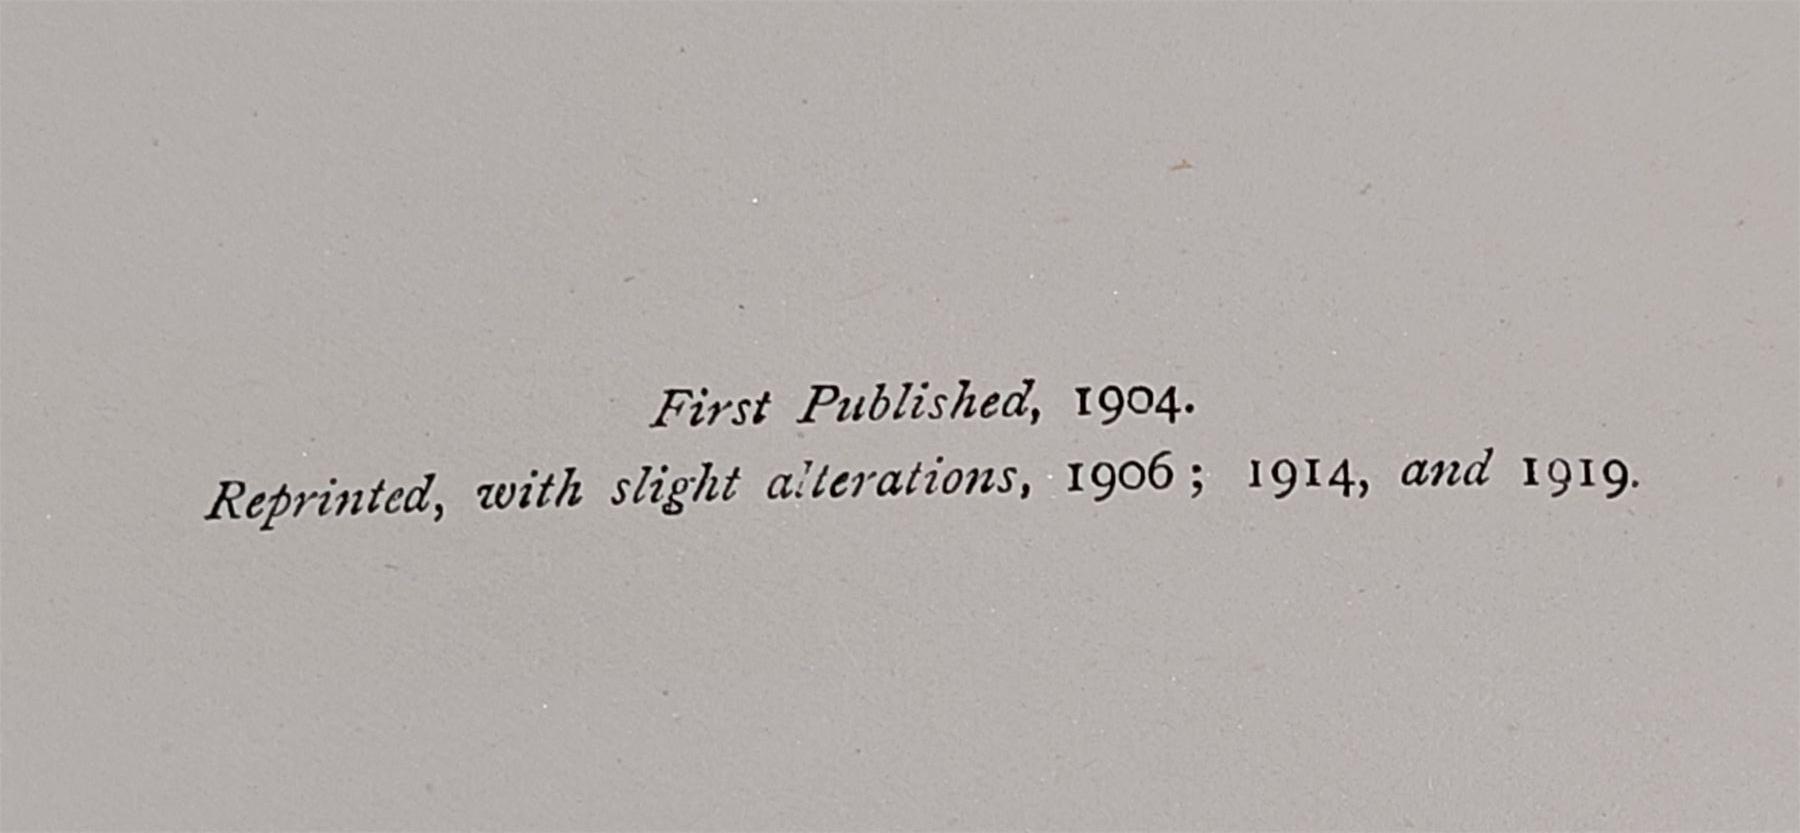 First Published, 1904.
Reprinted, with slight alterations, 1906; 1914, and 1919.